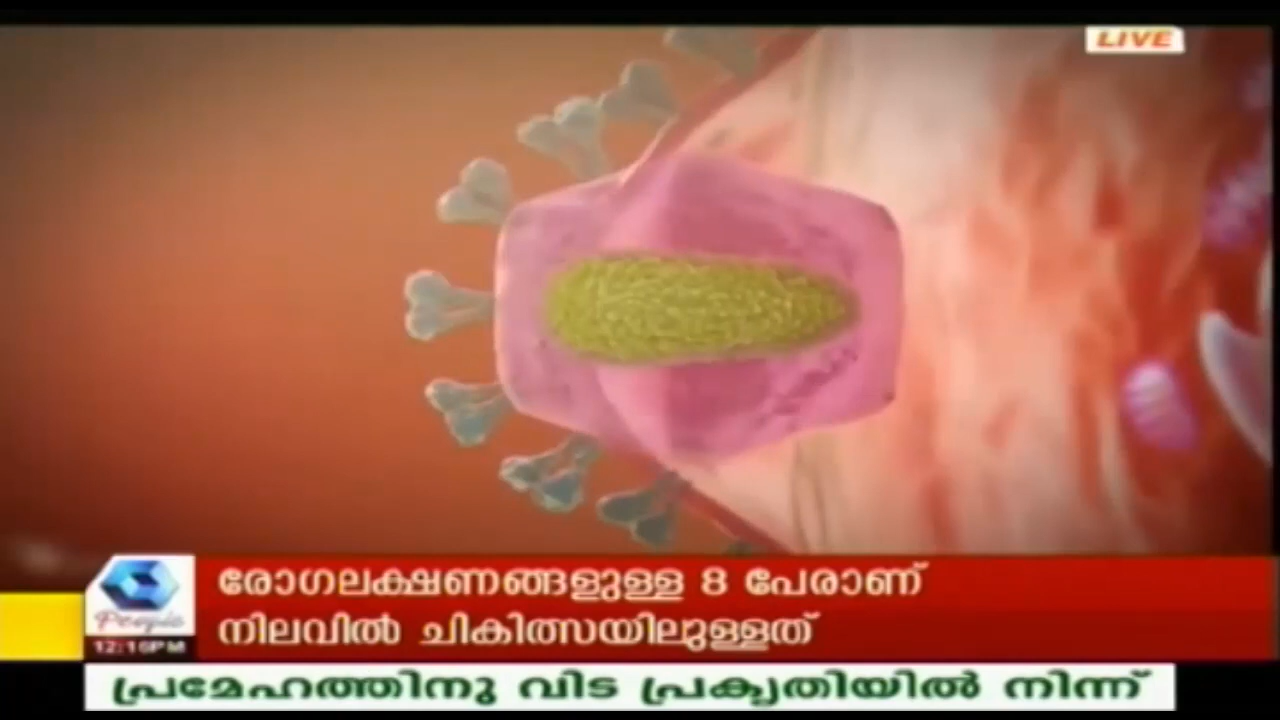 LIVE
രോഗലക്ഷണങ്ങളുള്ള 8 പേരാണ്
നിലവിൽ ചികിത്സയിലുള്ളത്
People
12:16PM
പ്രമേഹത്തിനു വിട പ്രകൃതിയിൽ നിന്ന്